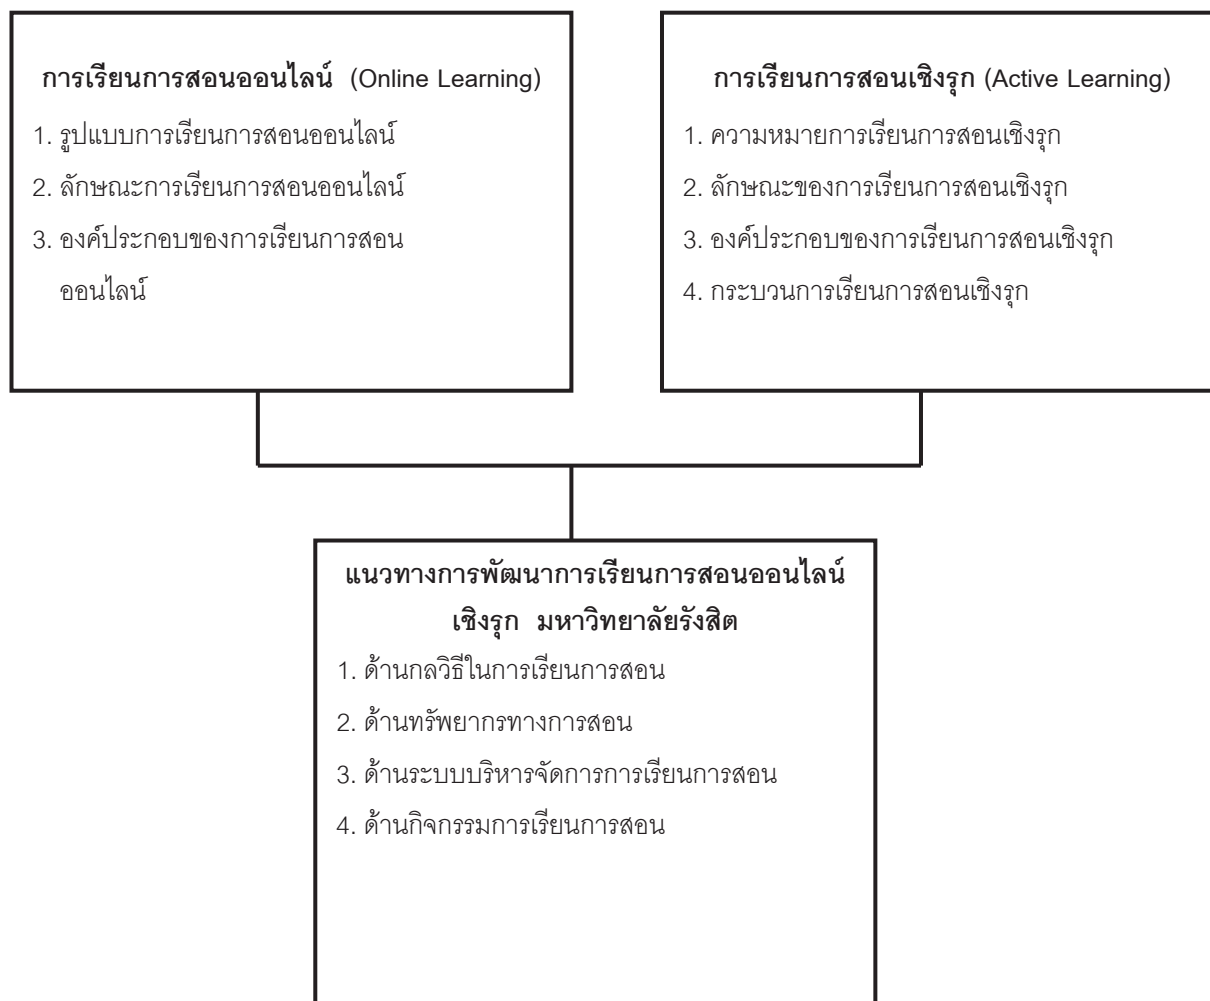 การเรียนการสอนออนไลน์ (Online Learning)
1. รูปแบบการเรียนการสอนออนไลน์
2. ลักษณะการเรียนการสอนออนไลน์
3. องค์ประกอบของการเรียนการสอน
ออนไลน์
การเรียนการสอนเชิงรุก (Active Learning)
1. ความหมายการเรียนการสอนเชิงรุก
2. ลักษณะของการเรียนการสอนเชิงรุก
3. องค์ประกอบของการเรียนการสอนเชิงรุก
4. กระบวนการเรียนการสอนเชิงรุก
แนวทางการพัฒนาการเรียนการสอนออนไลน์
เชิงรุก มหาวิทยาลัยรังสิต
1. ด้านกลวิธีในการเรียนการสอน
2. ด้านทรัพยากรทางการสอน
3. ด้านระบบบริหารจัดการการเรียนการสอน
4. ด้านกิจกรรมการเรียนการสอน